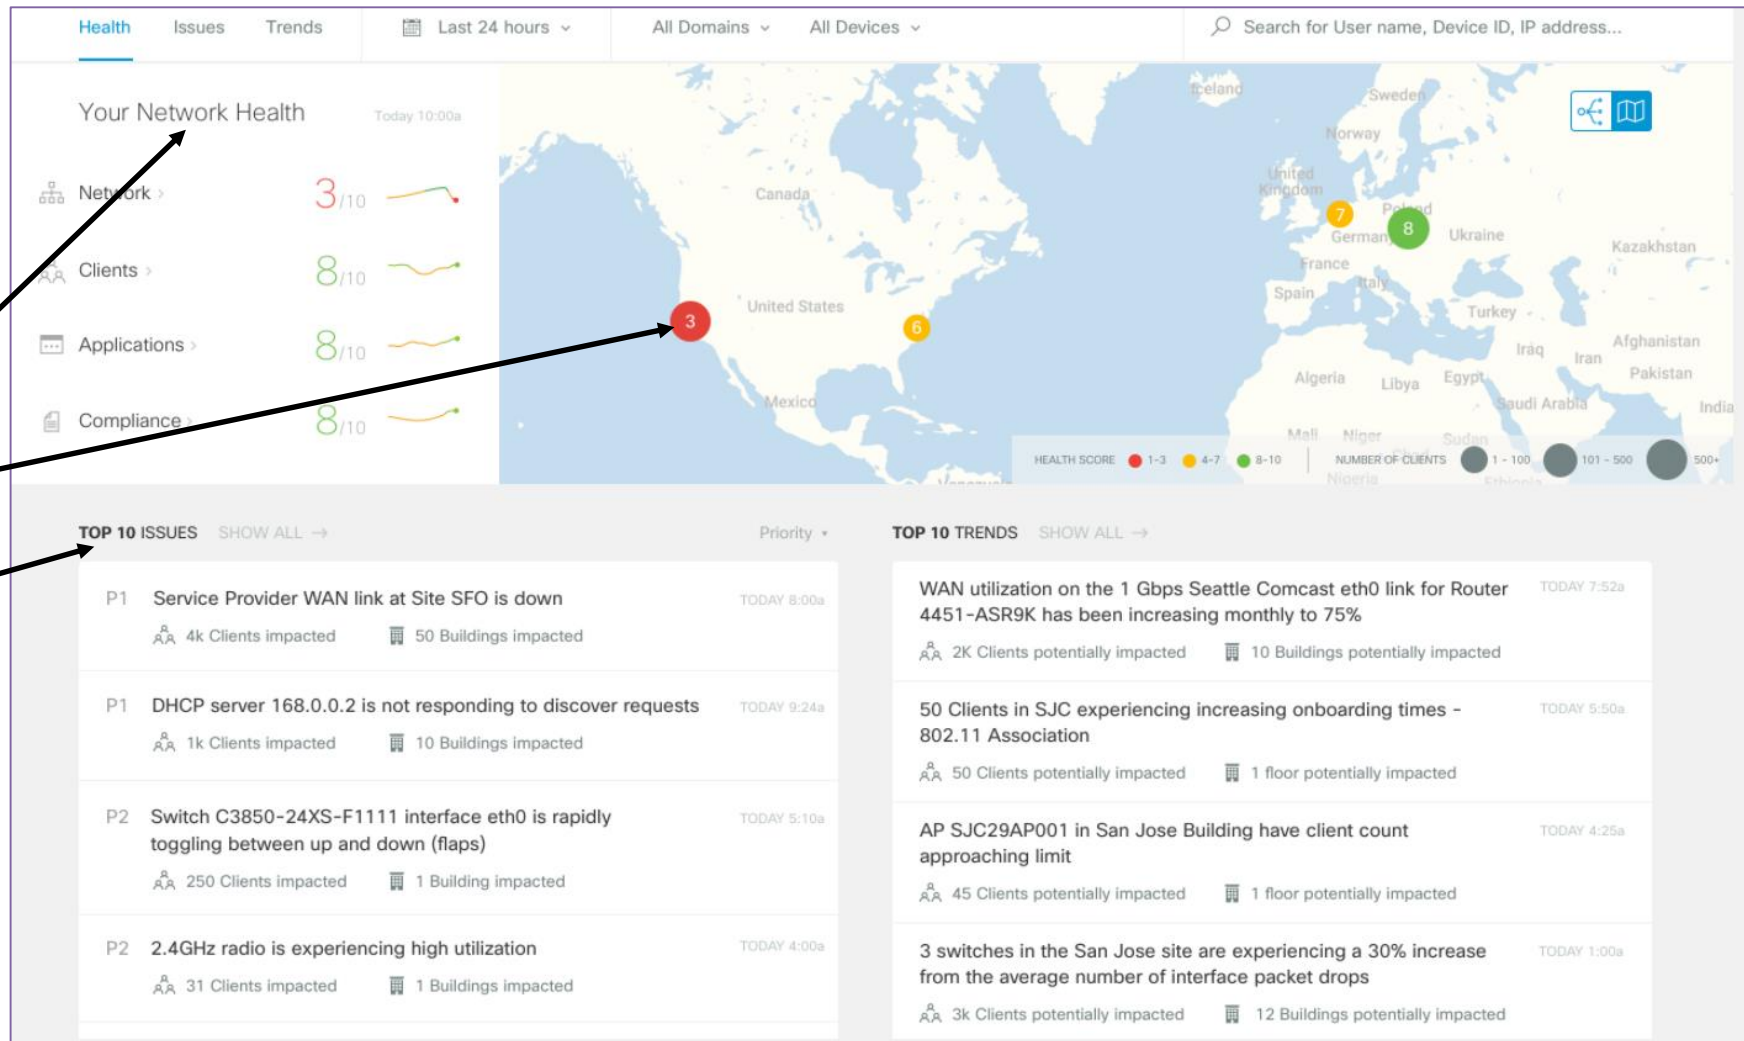 Health Issues Trends Last 24 hours All Domains All Devices Search for User name, Device ID, IP address...
Your Network Health Today 10:00a
Network 3/10
Clients 8/10
Applications 8/10
Compliance 8/10
Iceland
Sweden
Norway
United
Kingdom
Canada
7
Poland
8
Germany
Ukraine
Kazakhstan
France
Italy
Spain
United States
3
6
Turkey
Iraq
Iran
Afghanistan
Pakistan
Algeria
Libya
Egypt
Saudi Arabia
India
Mexico
Mali
Niger
Sudan
HEALTH SCORE 1-3 4-7 8-10 NUMBER OF CLIENTS 1 - 100 101 - 500 500+
Nigeria
Ethiopia
TOP 10 ISSUES SHOW ALL → Priority
P1 Service Provider WAN link at Site SFO is down TODAY 8:00a
4k Clients impacted 50 Buildings impacted
P1 DHCP server 168.0.0.2 is not responding to discover requests TODAY 9:24a
1k Clients impacted 10 Buildings impacted
P2 Switch C3850-24XS-F1111 interface eth0 is rapidly TODAY 5:10a
toggling between up and down (flaps)
250 Clients impacted 1 Building impacted
P2 2.4GHz radio is experiencing high utilization TODAY 4:00a
31 Clients impacted 1 Buildings impacted
TOP 10 TRENDS SHOW ALL →
WAN utilization on the 1 Gbps Seattle Comcast eth0 link for Router TODAY 7:52a
4451-ASR9K has been increasing monthly to 75%
2K Clients potentially impacted 10 Buildings potentially impacted
50 Clients in SJC experiencing increasing onboarding times - TODAY 5:50a
802.11 Association
50 Clients potentially impacted 1 floor potentially impacted
AP SJC29AP001 in San Jose Building have client count TODAY 4:25a
approaching limit
45 Clients potentially impacted 1 floor potentially impacted
3 switches in the San Jose site are experiencing a 30% increase TODAY 1:00a
from the average number of interface packet drops
3k Clients potentially impacted 12 Buildings potentially impacted